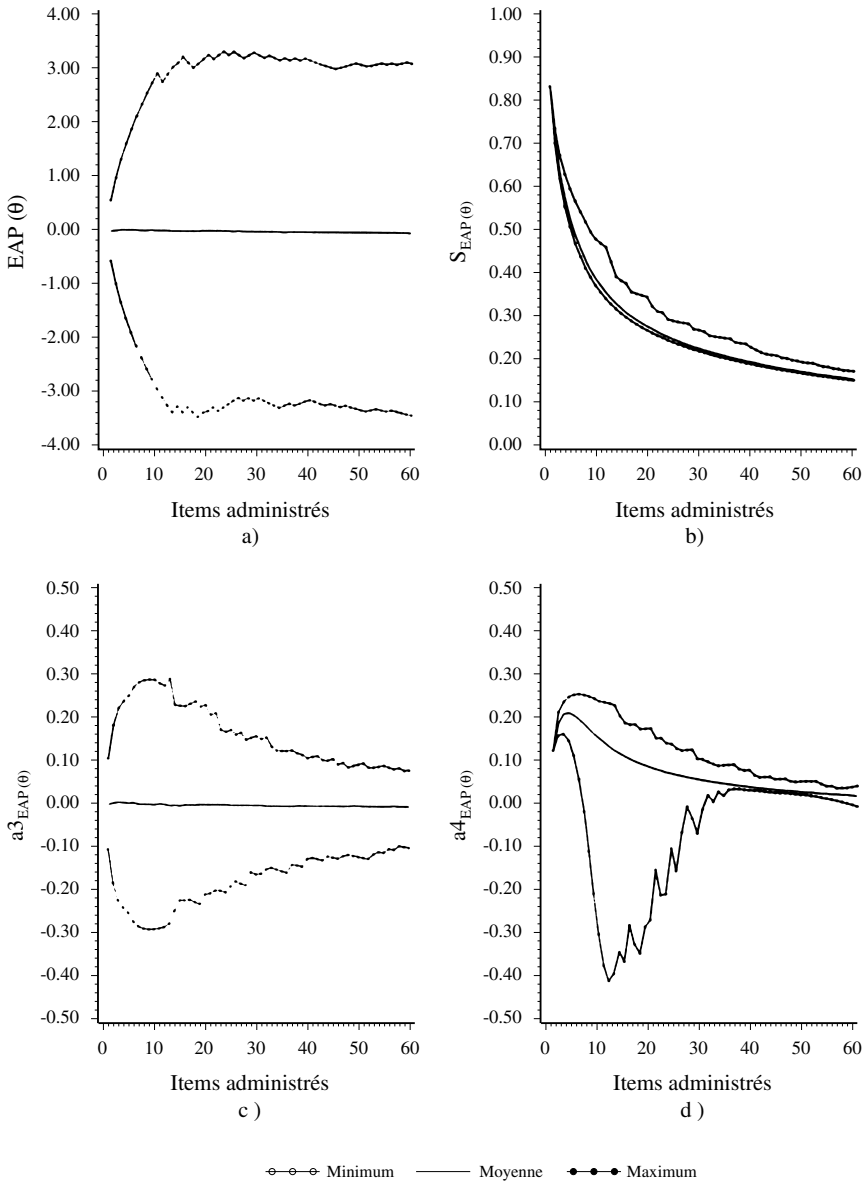 4.00
3.00
2.00
1.00
0.00
-1.00
-2.00
-3.00
-4.00
EAP (θ)
0 10 20 30 40 50 60
Items administrés
a)
1.00
0.90
0.80
0.70
0.60
0.50
0.40
0.30
0.20
0.10
0.00
S EAP (θ)
0 10 20 30 40 50 60
Items administrés
b)
0.50
0.40
0.30
0.20
0.10
0.00
-0.10
-0.20
-0.30
-0.40
-0.50
a3 EAP (θ)
0 10 20 30 40 50 60
Items administrés
c )
0.50
0.40
0.30
0.20
0.10
0.00
-0.10
-0.20
-0.30
-0.40
-0.50
a4 EAP (θ)
0 10 20 30 40 50 60
Items administrés
d )
Minimum Moyenne Maximum